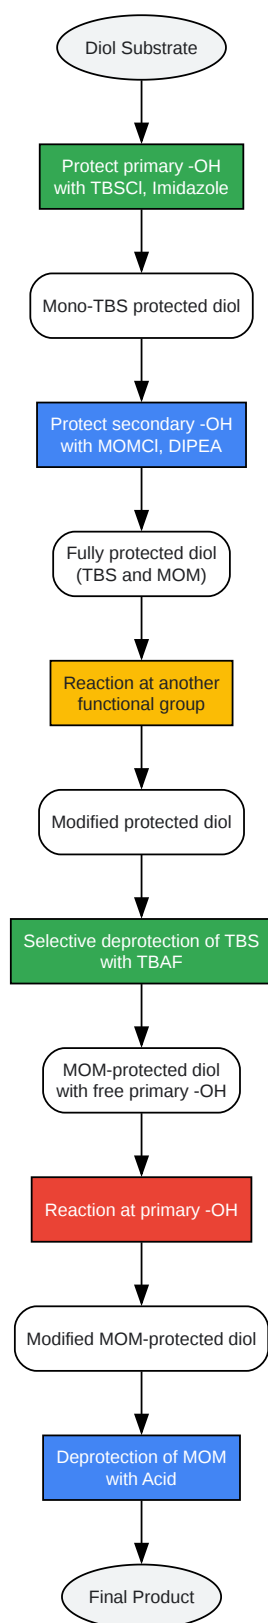 Diol Substrate
Protect primary -OH
with TBSCl, Imidazole
Mono-TBS protected diol
Protect secondary -OH
with MOMCl, DIPEA
Fully protected diol
(TBS and MOM)
Reaction at another
functional group
Modified protected diol
Selective deprotection of TBS
with TBAF
MOM-protected diol
with free primary -OH
Reaction at primary -OH
Modified MOM-protected diol
Deprotection of MOM
with Acid
Final Product